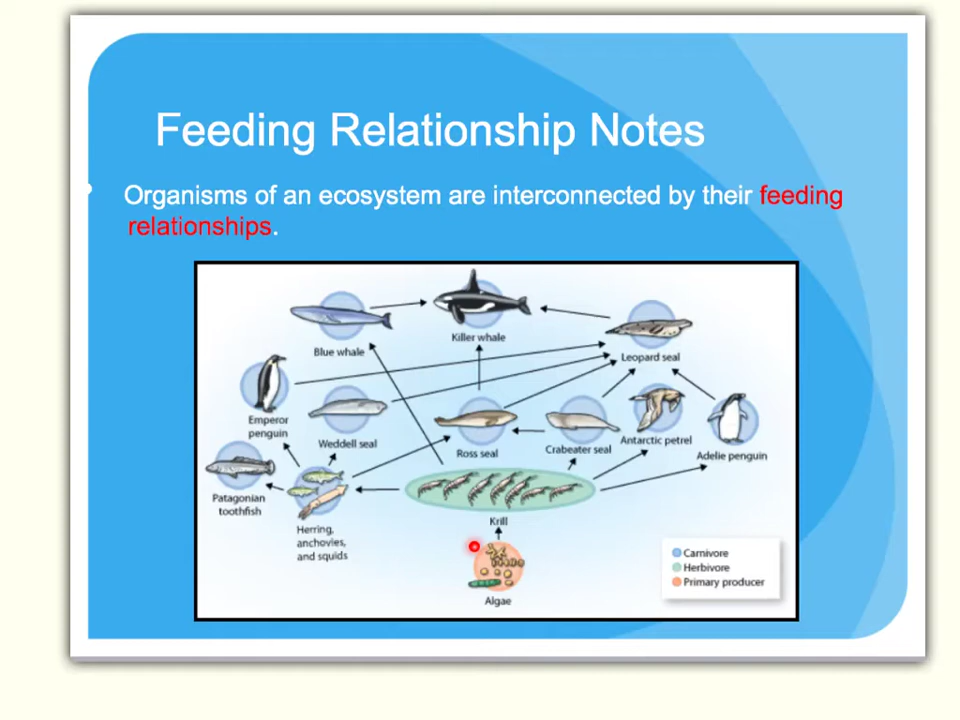 Feeding Relationship Notes
Organisms of an ecosystem are interconnected by their feeding
relationships.
Blue whale
Killer whale
Leopard seal
Emperor
penguin
Weddell seal
Ross seal
Crabeater seal
Antarctic petrel
Adelie penguin
Patagonian
toothfish
Herring,
anchovies,
and squids
Krill
Algae
Carnivore
Herbivore
Primary producer